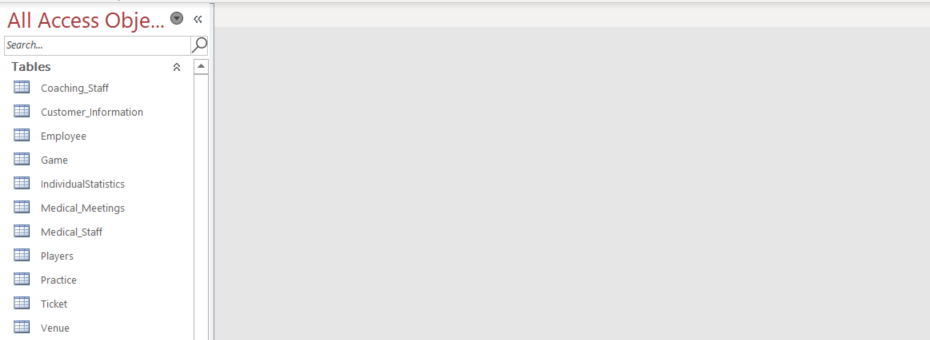 All Access Obje...
Search...
Tables
Coaching_Staff
Customer_Information
Employee
Game
IndividualStatistics
Medical_Meetings
Medical_Staff
Players
Practice
Ticket
Venue